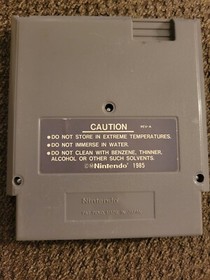 CAUTION REV-A
•DO NOT STORE IN EXTREME TEMPERATURES.
•DO NOT IMMERSE IN WATER.
•DO NOT CLEAN WITH BENZENE, THINNER,
ALCOHOL OR OTHER SUCH SOLVENTS.
©®Nintendo® 1985
Nintendo